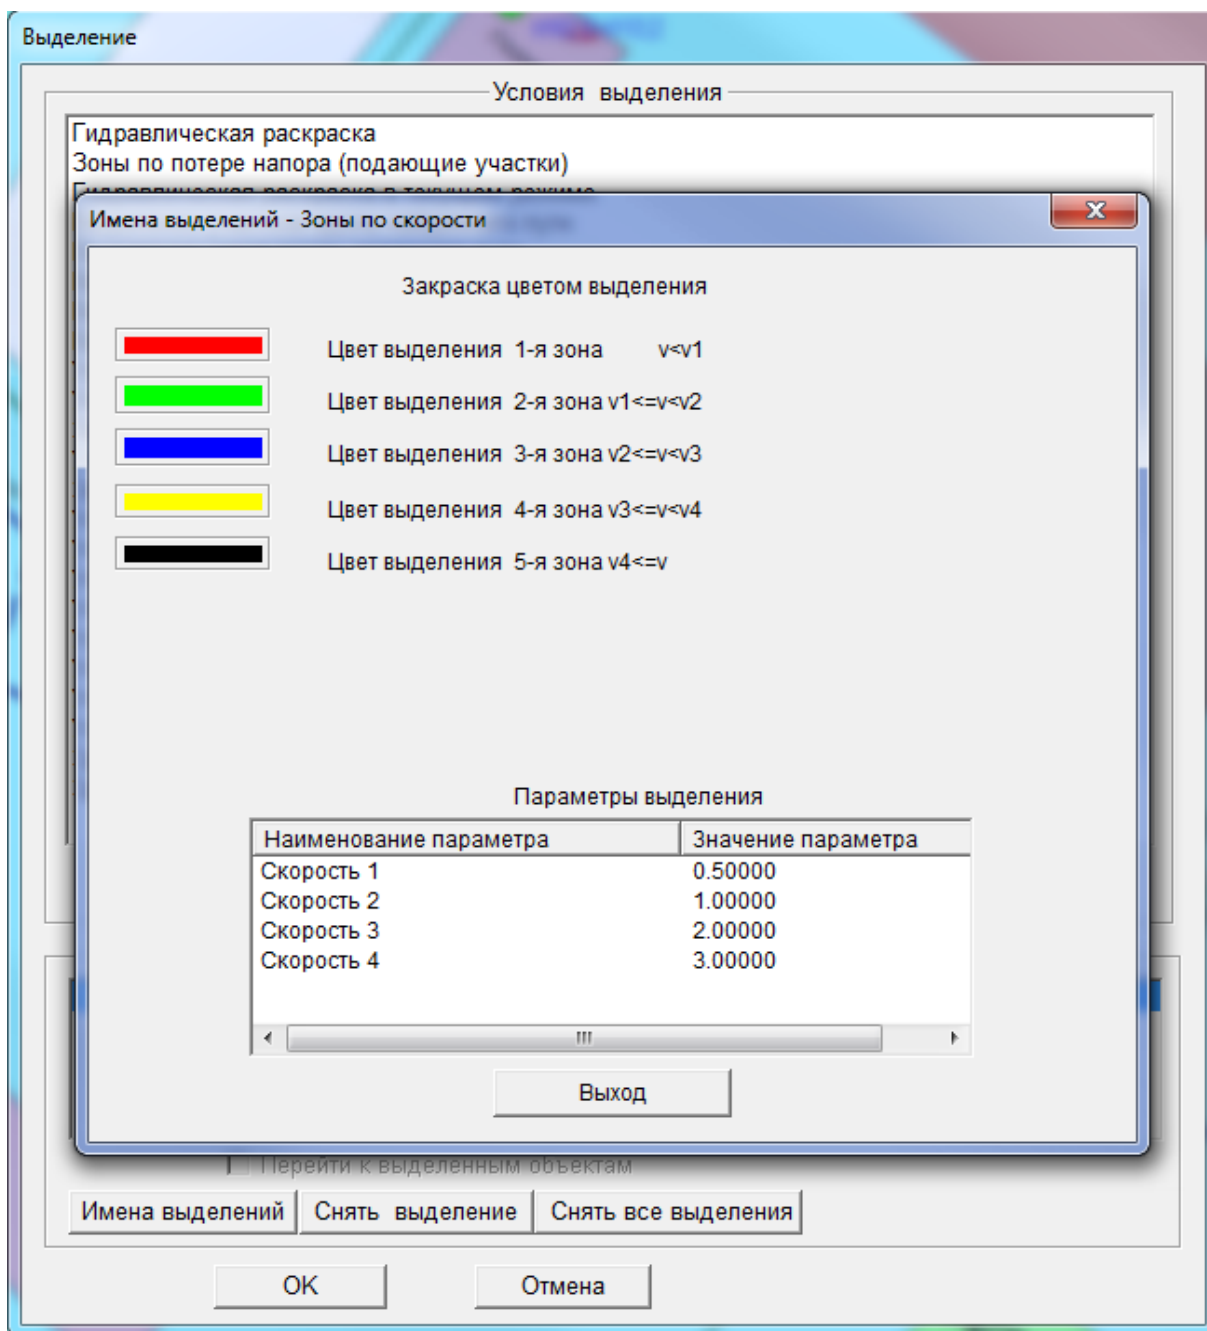 Выделение
Условия выделения
Гидравлическая раскраска
Зоны по потере напора (подающие участки)
Гидравлическая раскраска в текущем режиме
Имена выделений - Зоны по скорости
Закраска цветом выделения
Цвет выделения 1-я зона v<v1
Цвет выделения 2-я зона v1<=v<v2
Цвет выделения 3-я зона v2<=v<v3
Цвет выделения 4-я зона v3<=v<v4
Цвет выделения 5-я зона v4<=v
Параметры выделения
Наименование параметра Значение параметра
Скорость 1 0.50000
Скорость 2 1.00000
Скорость 3 2.00000
Скорость 4 3.00000
Выход
Перейти к выделенным объектам
Имена выделений Снять выделение Снять все выделения
OK Отмена